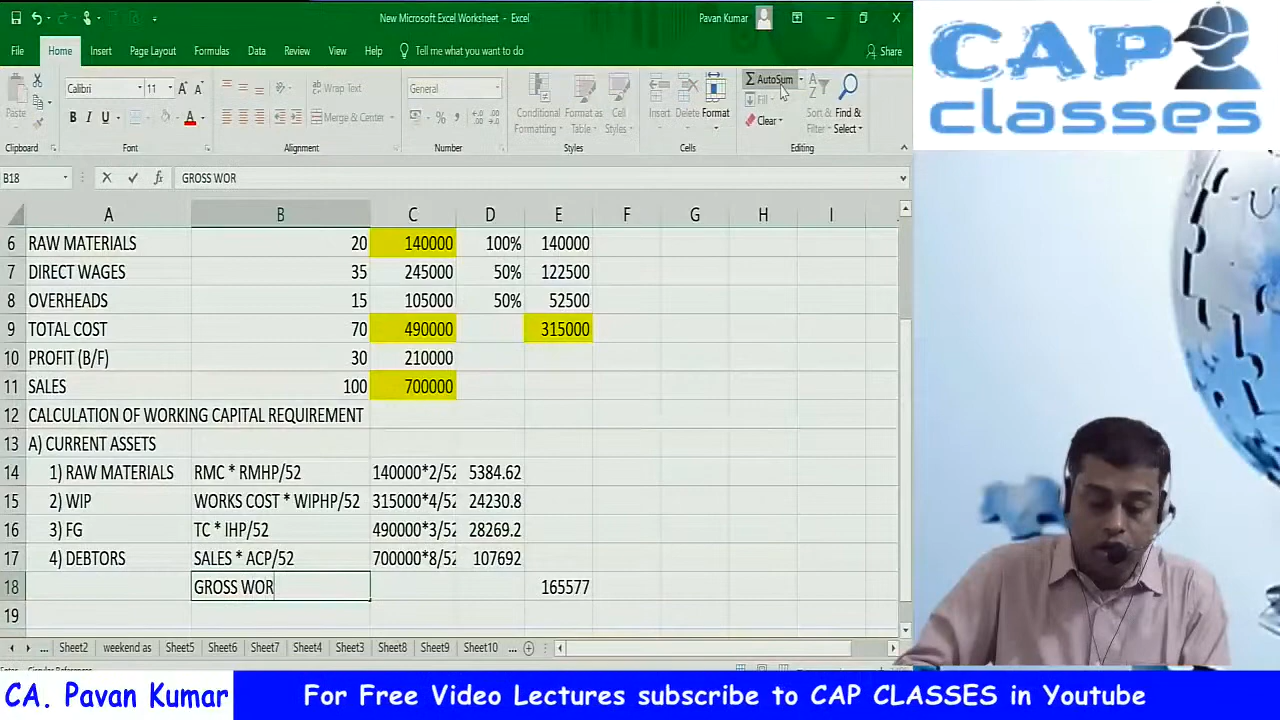 New Microsoft Excel Worksheet - Excel
Pavan Kumar
File Home Insert Page Layout Formulas Data Review View Help Tell me what you want to do Share
Calibri 11 A A Wrap Text General AutoSum
Paste B I U A Merge & Center % Conditional Formatting Format as Table Cell Styles Insert Delete Format Fill Clear Sort & Filter Find & Select
Clipboard Font Alignment Number Styles Cells Editing
B18 fx GROSS WOR
A B C D E F G H I
6 RAW MATERIALS 20 140000 100% 140000
7 DIRECT WAGES 35 245000 50% 122500
8 OVERHEADS 15 105000 50% 52500
9 TOTAL COST 70 490000 315000
10 PROFIT (B/F) 30 210000
11 SALES 100 700000
12 CALCULATION OF WORKING CAPITAL REQUIREMENT
13 A) CURRENT ASSETS
14 1) RAW MATERIALS RMC * RMHP/52 140000*2/52 5384.62
15 2) WIP WORKS COST * WIPHP/52 315000*4/52 24230.8
16 3) FG TC * IHP/52 490000*3/52 28269.2
17 4) DEBTORS SALES * ACP/52 700000*8/52 107692
18 GROSS WOR 165577
19
... Sheet2 weekend as Sheet5 Sheet6 Sheet7 Sheet4 Sheet3 Sheet8 Sheet9 Sheet10 ...
CAP
classes
CA. Pavan Kumar
For Free Video Lectures subscribe to CAP CLASSES in Youtube